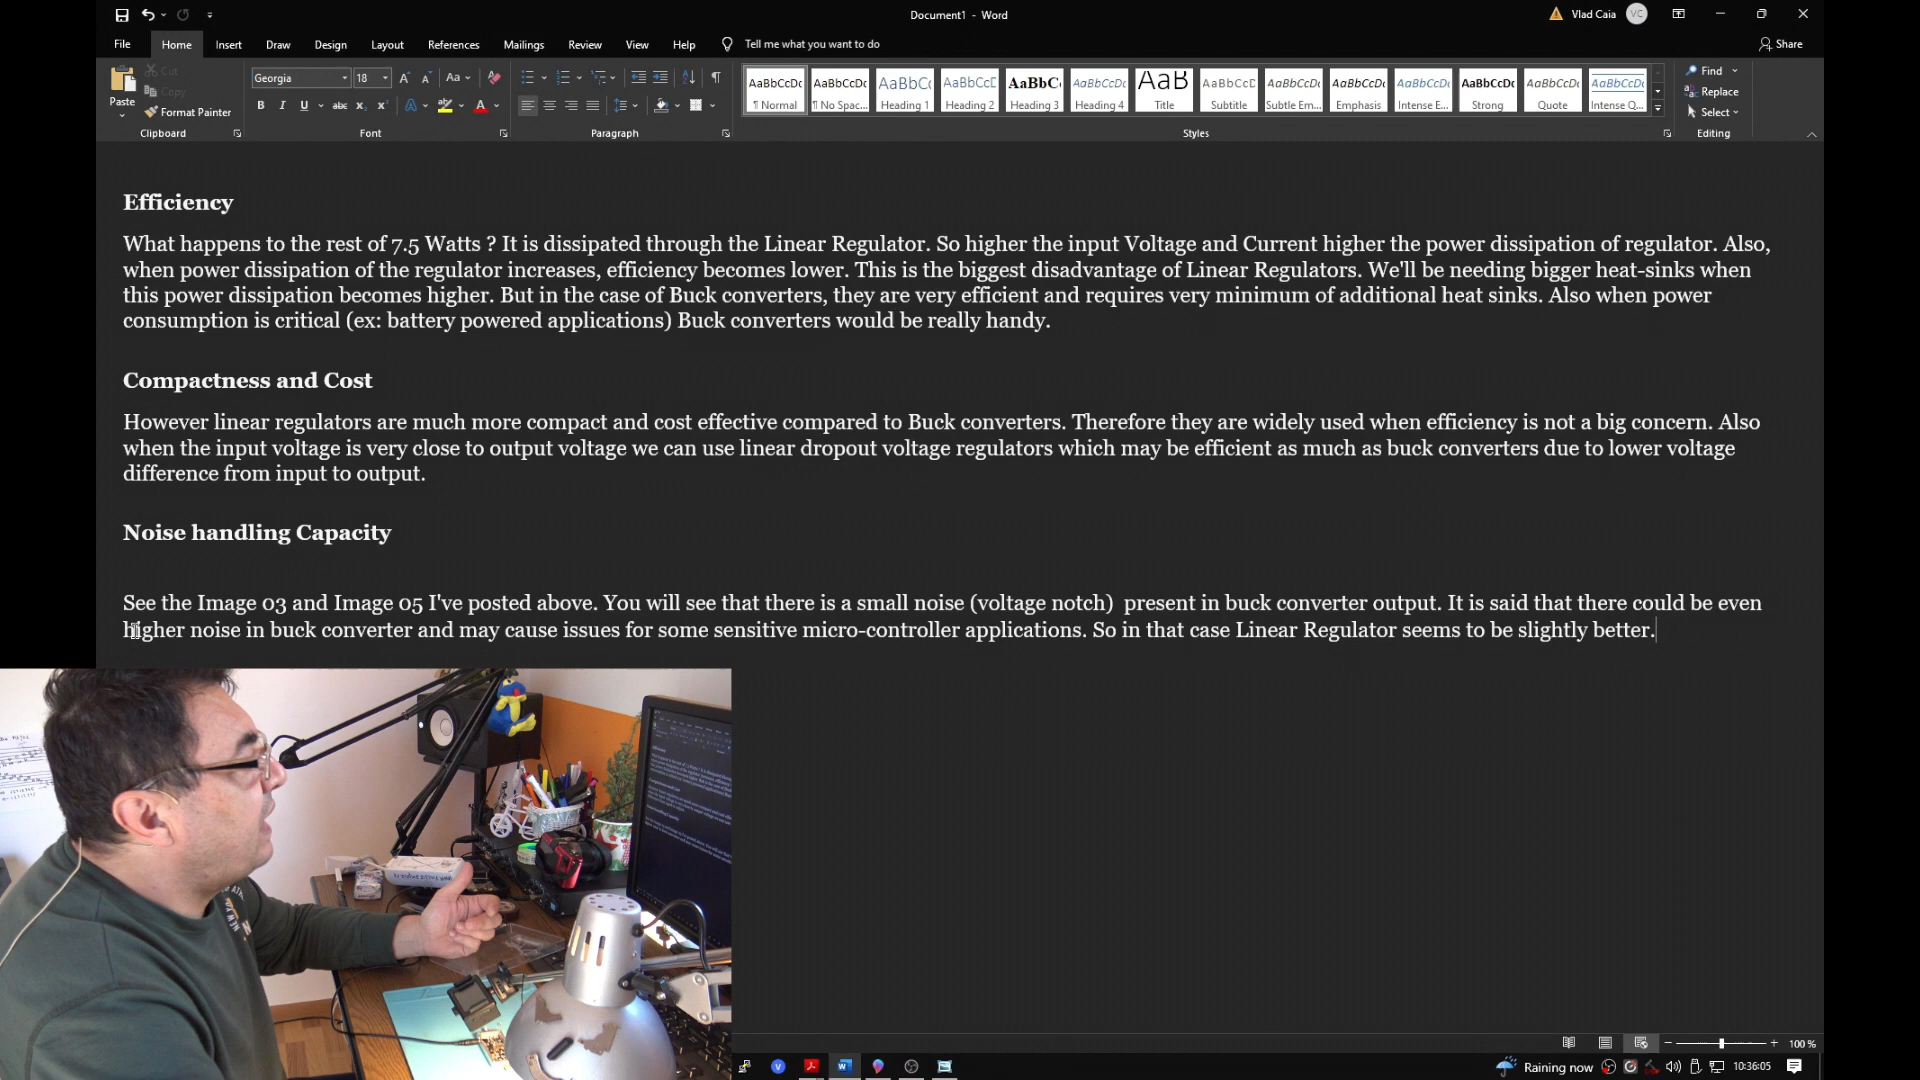 Document1 - Word
Vlad Caia
VC
File
Home
Insert
Draw
Design
Layout
References
Mailings
Review
View
Help
Tell me what you want to do
Share
Paste
Cut
Copy
Format Painter
Clipboard
Georgia
18
Font
Paragraph
AaBbCcDc
¶ Normal
AaBbCcDc
¶ No Spac...
AaBbC
Heading 1
AaBbCcD
Heading 2
AaBbC
Heading 3
AaBbCcDc
Heading 4
AaB
Title
AaBbCcD
Subtitle
AaBbCcDc
Subtle Em...
AaBbCcDc
Emphasis
AaBbCcDc
Intense E...
AaBbCcDc
Strong
AaBbCcDc
Quote
AaBbCcDc
Intense Q...
Styles
Find
Replace
Select
Editing
Efficiency
What happens to the rest of 7.5 Watts ? It is dissipated through the Linear Regulator. So higher the input Voltage and Current higher the power dissipation of regulator. Also,
when power dissipation of the regulator increases, efficiency becomes lower. This is the biggest disadvantage of Linear Regulators. We'll be needing bigger heat-sinks when
this power dissipation becomes higher. But in the case of Buck converters, they are very efficient and requires very minimum of additional heat sinks. Also when power
consumption is critical (ex: battery powered applications) Buck converters would be really handy.
Compactness and Cost
However linear regulators are much more compact and cost effective compared to Buck converters. Therefore they are widely used when efficiency is not a big concern. Also
when the input voltage is very close to output voltage we can use linear dropout voltage regulators which may be efficient as much as buck converters due to lower voltage
difference from input to output.
Noise handling Capacity
See the Image 03 and Image 05 I've posted above. You will see that there is a small noise (voltage notch)  present in buck converter output. It is said that there could be even
higher noise in buck converter and may cause issues for some sensitive micro-controller applications. So in that case Linear Regulator seems to be slightly better.
100 %
Raining now
10:36:05